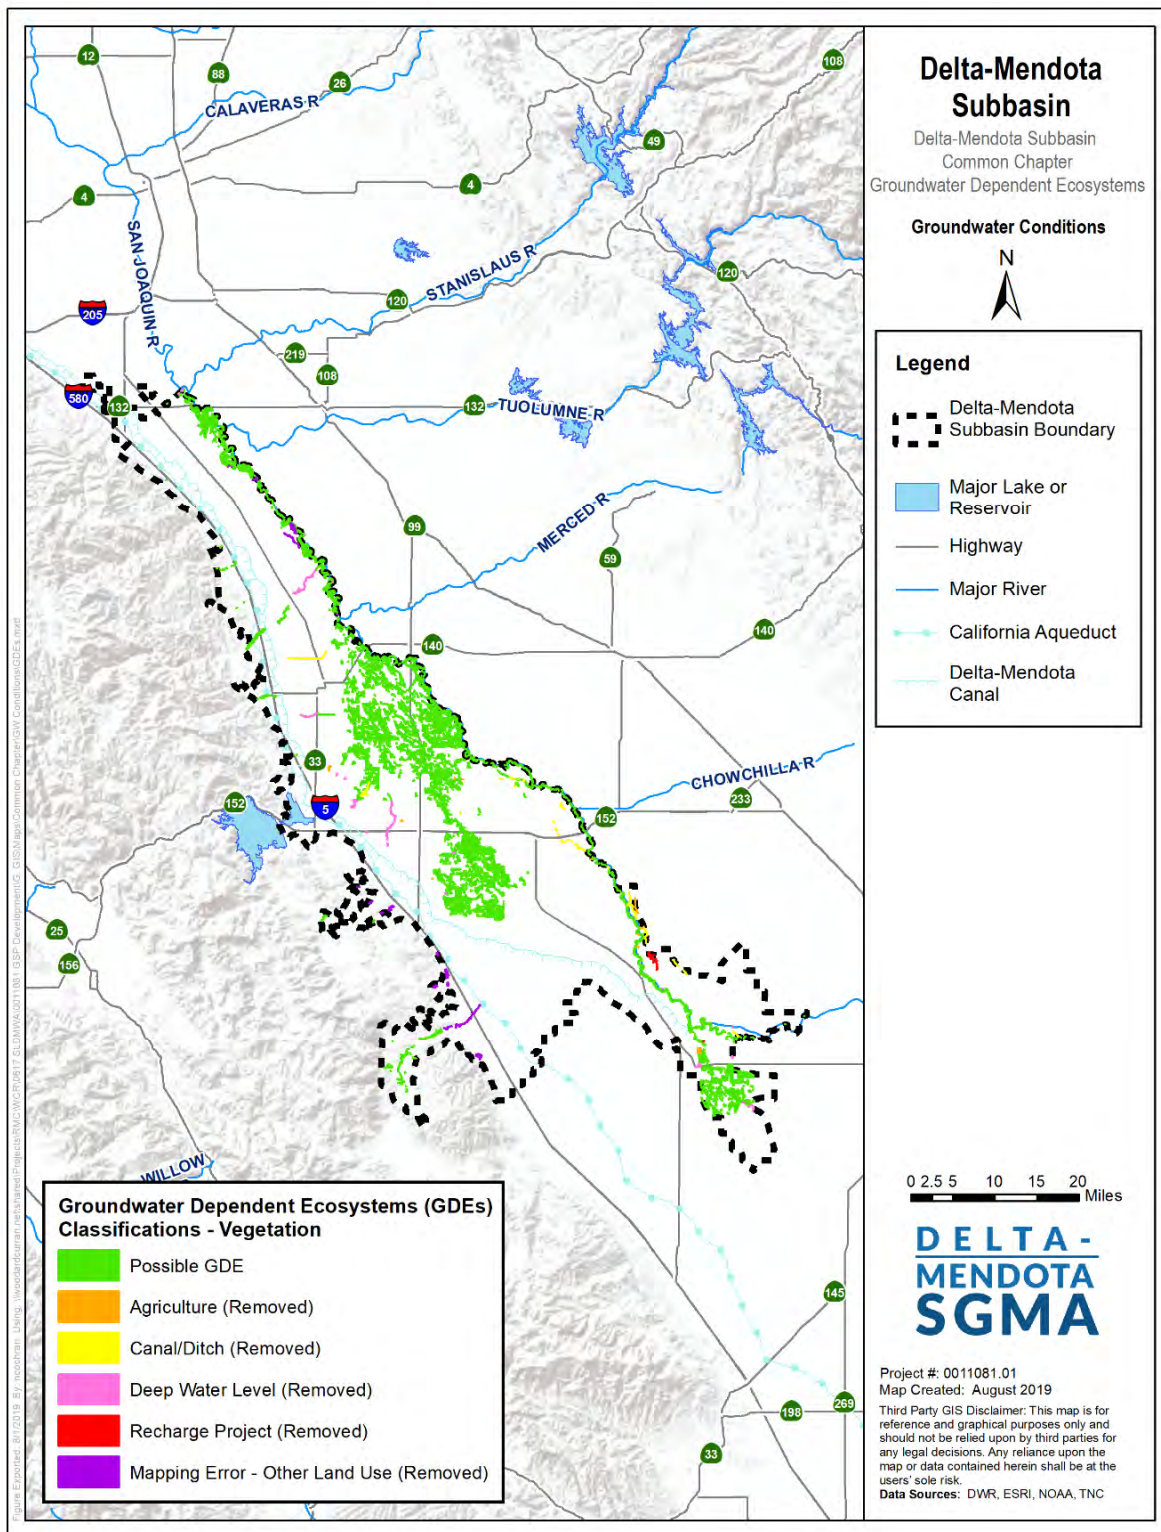 Delta-Mendota
Subbasin
Delta-Mendota Subbasin
Common Chapter
Groundwater Dependent Ecosystems
Groundwater Conditions
N
Legend
Delta-Mendota
Subbasin Boundary
Major Lake or
Reservoir
Highway
Major River
California Aqueduct
Delta-Mendota
Canal
12
88
26
108
CALAVERAS R
49
4
4
SAN JOAQUIN R
STANISLAUS R
120
120
205
219
108
580
132
132
TUOLUMNE R
99
MERCED R
59
140
140
33
5
152
CHOWCHILLA R
233
152
25
156
WILLOW
145
198
269
33
Groundwater Dependent Ecosystems (GDEs)
Classifications - Vegetation
Possible GDE
Agriculture (Removed)
Canal/Ditch (Removed)
Deep Water Level (Removed)
Recharge Project (Removed)
Mapping Error - Other Land Use (Removed)
0 2.5 5 10 15 20
Miles
DELTA-
MENDOTA
SGMA
Project #: 0011081.01
Map Created: August 2019
Third Party GIS Disclaimer: This map is for
reference and graphical purposes only and
should not be relied upon by third parties for
any legal decisions. Any reliance upon the
map or data contained herein shall be at the
users' sole risk.
Data Sources: DWR, ESRI, NOAA, TNC